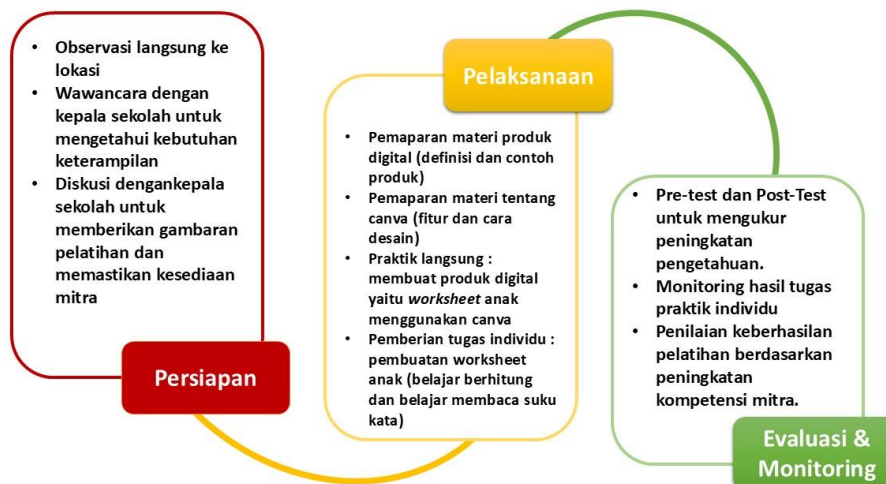 • Observasi langsung ke
lokasi
• Wawancara dengan
kepala sekolah untuk
mengetahui kebutuhan
keterampilan
• Diskusi dengankepala
sekolah untuk
memberikan gambaran
pelatihan dan
memastikan kesediaan
mitra
Persiapan
Pelaksanaan
• Pemaparan materi produk
digital (definisi dan contoh
produk)
• Pemaparan materi tentang
canva (fitur dan cara
desain)
• Praktik langsung :
membuat produk digital
yaitu worksheet anak
menggunakan canva
• Pemberian tugas individu :
pembuatan worksheet
anak (belajar berhitung
dan belajar membaca suku
kata)
• Pre-test dan Post-Test
untuk mengukur
peningkatan
pengetahuan.
• Monitoring hasil tugas
praktik individu
• Penilaian keberhasilan
pelatihan berdasarkan
peningkatan
kompetensi mitra.
Evaluasi &
Monitoring